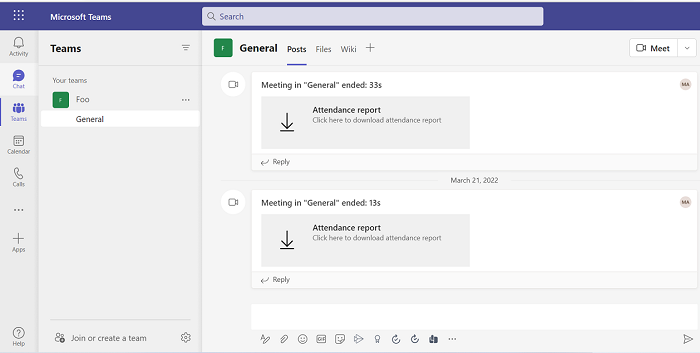 Microsoft Teams
Search
Activity
Chat
Teams
Calendar
Calls
Apps
Help
Teams
Your teams
F Foo
General
Join or create a team
F General Posts Files Wiki
Meet
Meeting in "General" ended: 33s
MA
Attendance report
Click here to download attendance report
Reply
March 21, 2022
Meeting in "General" ended: 13s
MA
Attendance report
Click here to download attendance report
Reply
GIF